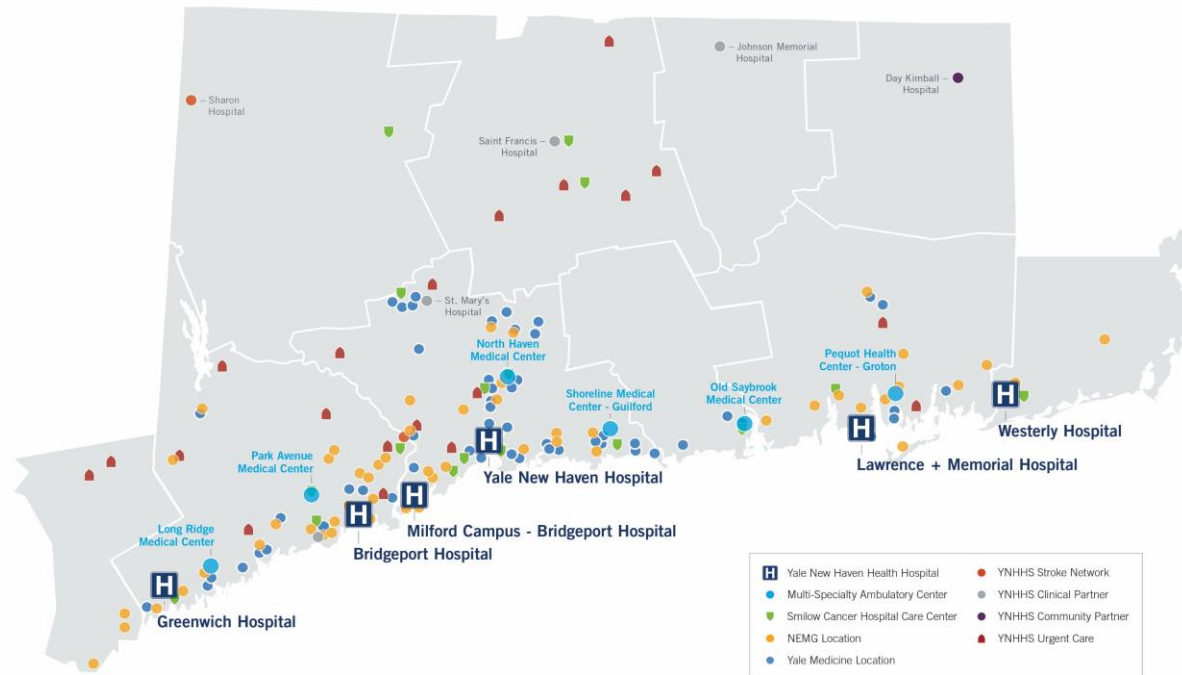 – Johnson Memorial
Hospital
Day Kimball –
Hospital
– Sharon
Hospital
Saint Francis –
Hospital
– St. Mary's
Hospital
North Haven
Medical Center
Pequot Health
Center - Groton
Shoreline Medical
Center - Guilford
Old Saybrook
Medical Center
H
Westerly Hospital
H
Lawrence + Memorial Hospital
H
Yale New Haven Hospital
Park Avenue
Medical Center
H
Milford Campus - Bridgeport Hospital
H
Bridgeport Hospital
Long Ridge
Medical Center
H
Greenwich Hospital
H Yale New Haven Health Hospital
Multi-Specialty Ambulatory Center
Smilow Cancer Hospital Care Center
NEMG Location
Yale Medicine Location
YNHHS Stroke Network
YNHHS Clinical Partner
YNHHS Community Partner
YNHHS Urgent Care